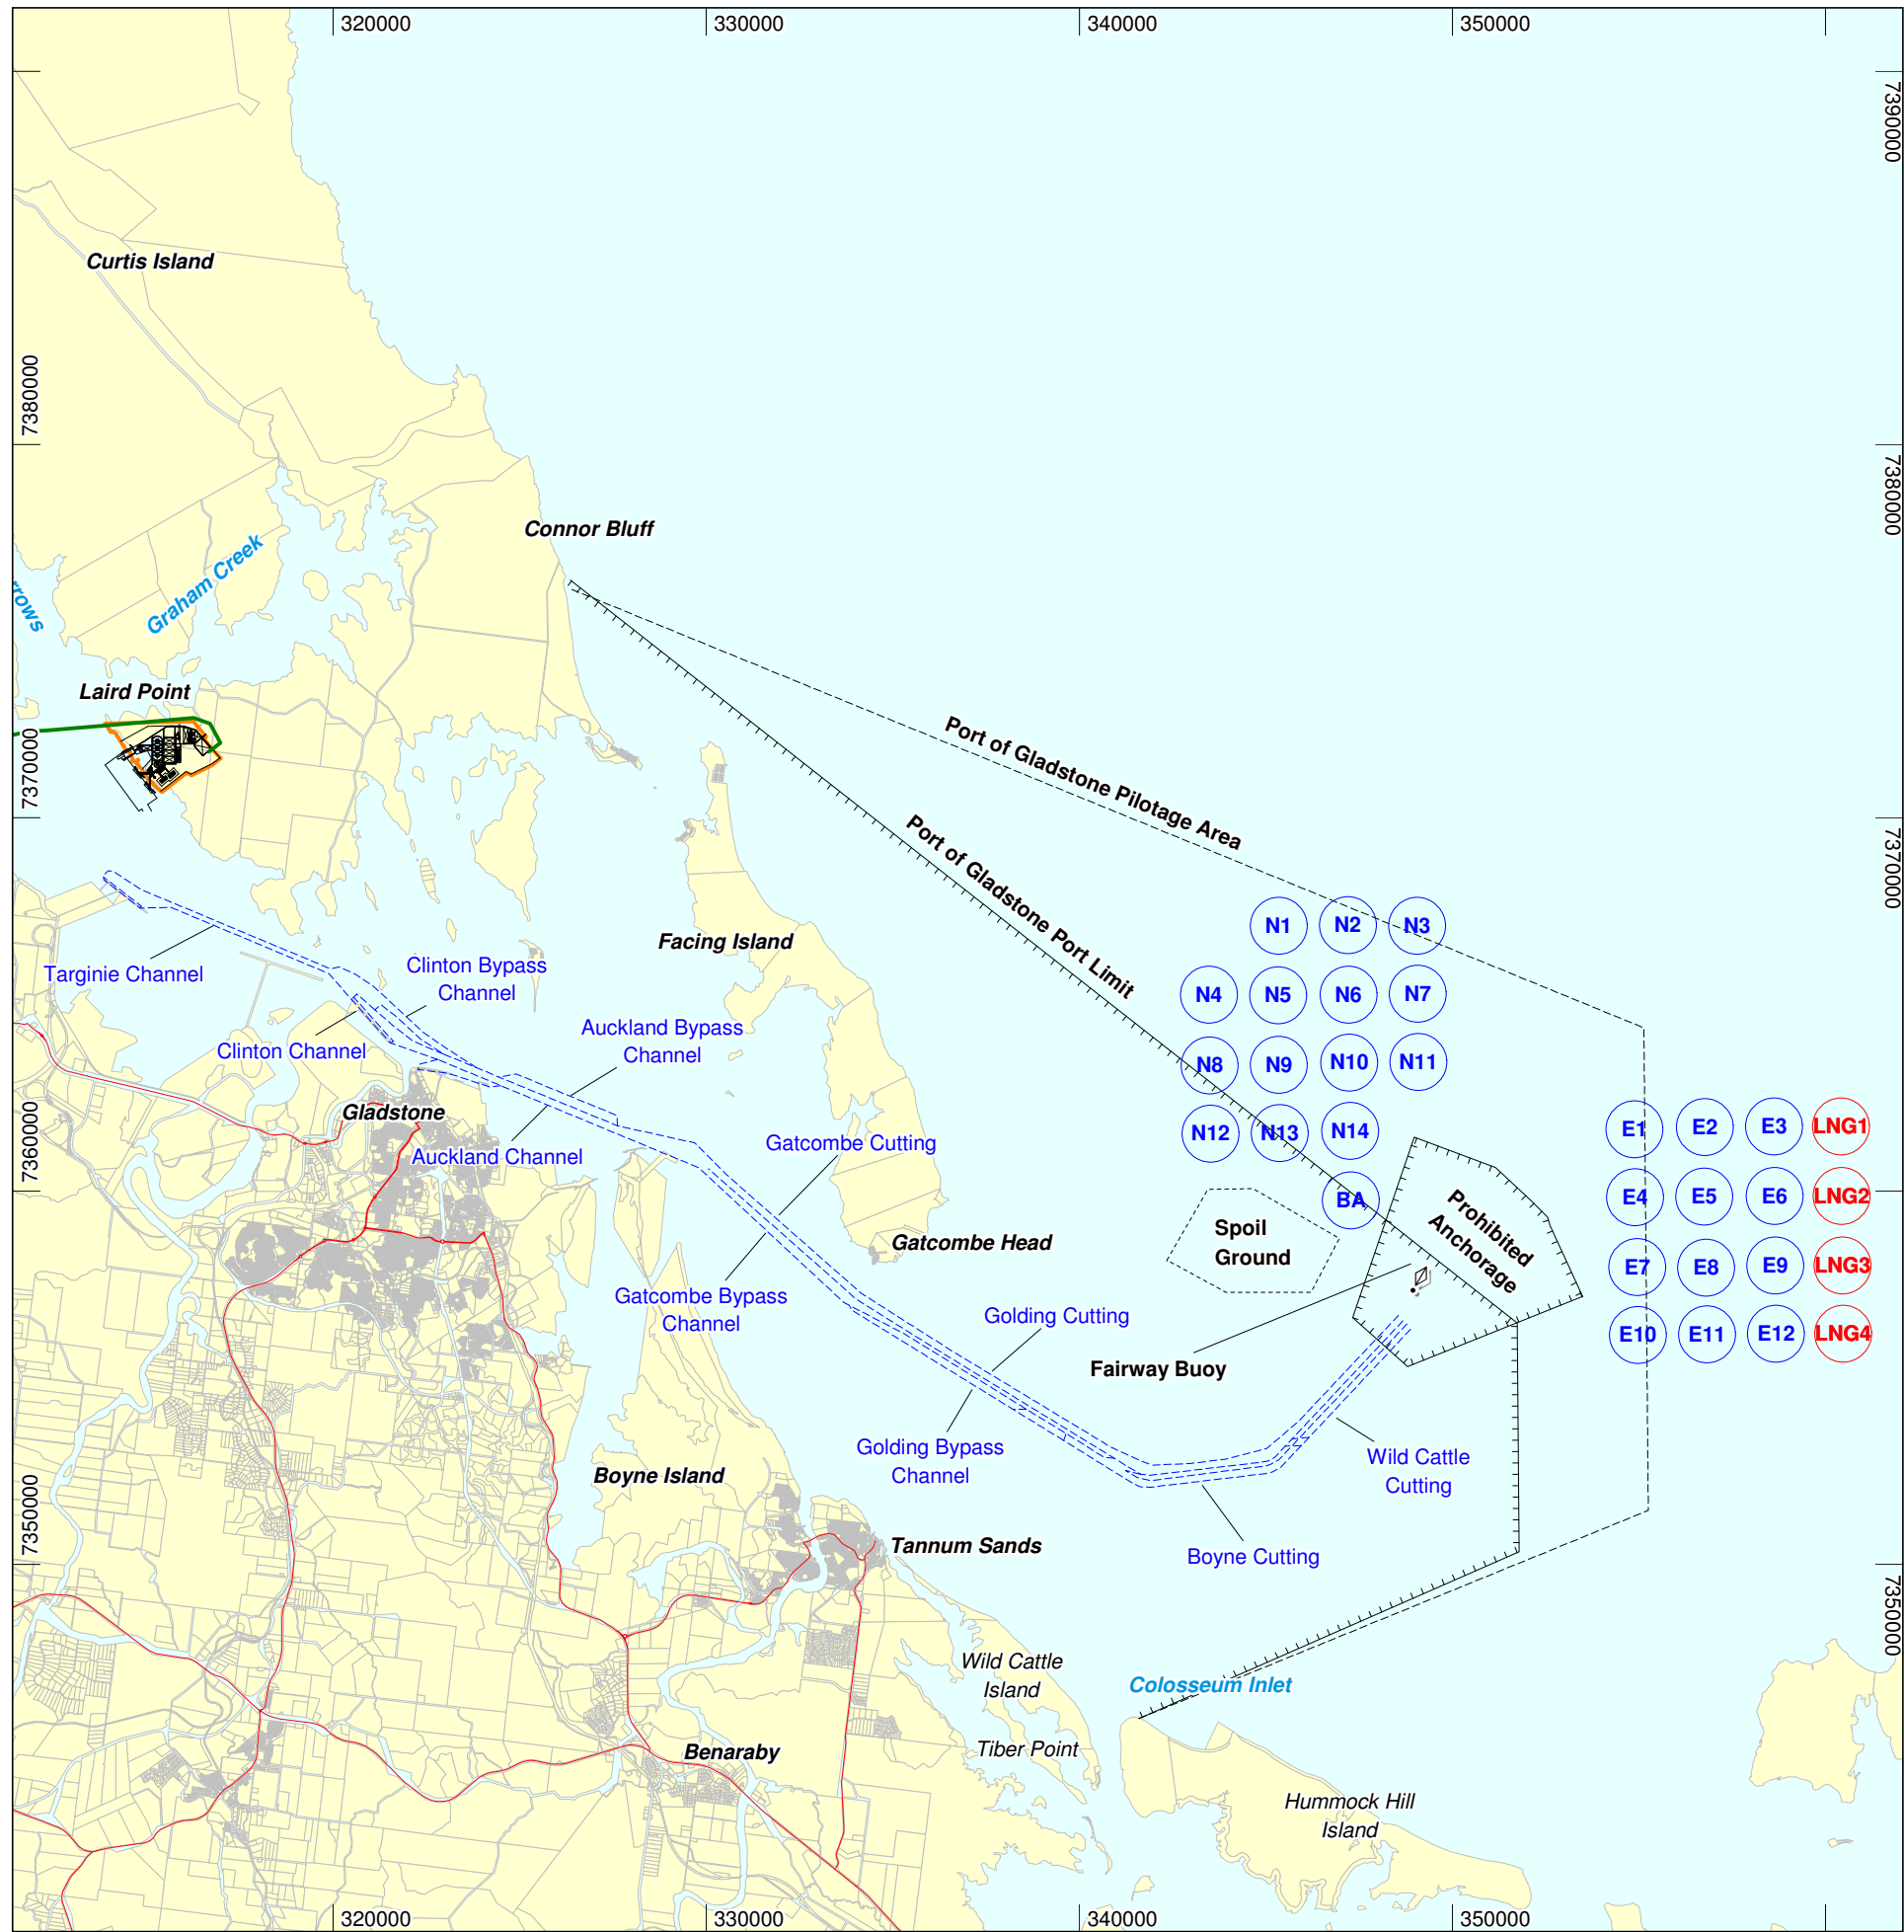 320000
330000
340000
350000
7390000
Curtis Island
7380000
7380000
Connor Bluff
Graham Creek
rrows
Laird Point
7370000
7370000
Port of Gladstone Pilotage Area
Port of Gladstone Port Limit
N1
N2
N3
Facing Island
Targinie Channel
Clinton Bypass
Channel
N4
N5
N6
N7
Auckland Bypass
Channel
Clinton Channel
N8
N9
N10
N11
Gladstone
7360000
Auckland Channel
Gatcombe Cutting
N12
N13
N14
E1
E2
E3
LNG1
BA
E4
E5
E6
LNG2
Prohibited
Anchorage
Spoil
Ground
Gatcombe Head
E7
E8
E9
LNG3
Gatcombe Bypass
Channel
Golding Cutting
E10
E11
E12
LNG4
Fairway Buoy
Golding Bypass
Channel
Wild Cattle
Cutting
Boyne Island
7350000
Tannum Sands
Boyne Cutting
7350000
Wild Cattle
Island
Colosseum Inlet
Tiber Point
Benaraby
Hummock Hill
Island
320000
330000
340000
350000